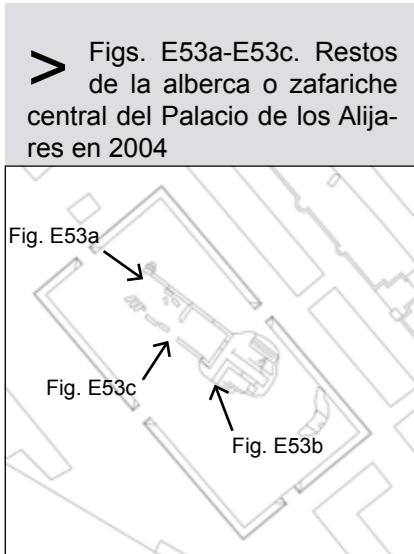 > Figs. E53a-E53c. Restos
de la alberca o zafariche
central del Palacio de los Alija-
res en 2004
Fig. E53a
Fig. E53c
Fig. E53b